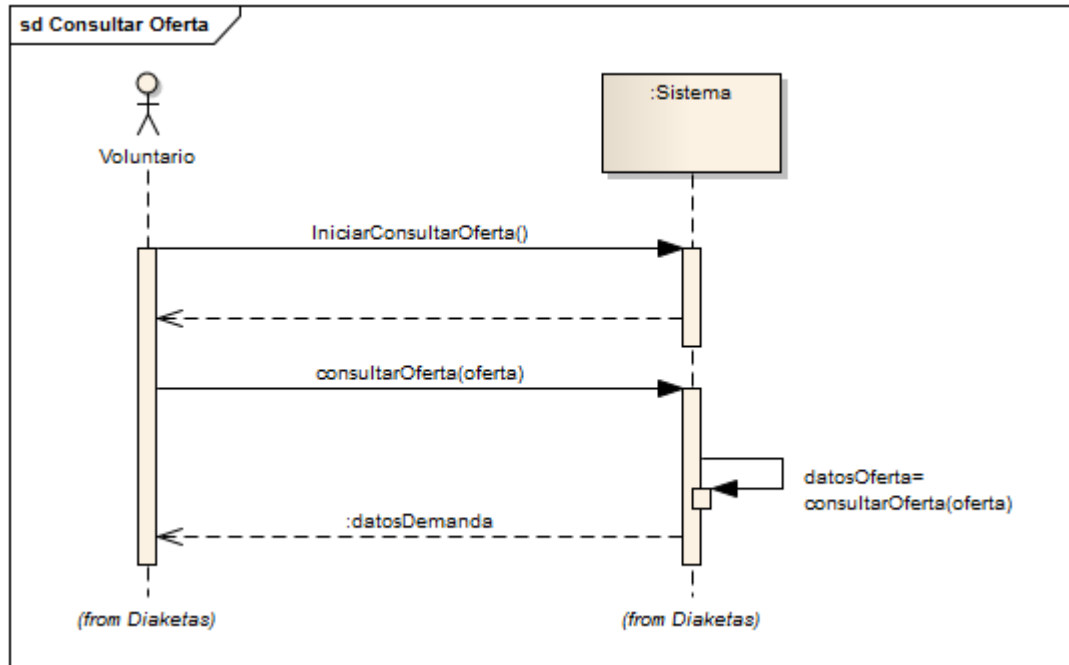 sd Consultar Oferta
Voluntario
:Sistema
IniciarConsultarOferta()
consultarOferta(oferta)
datosOferta=
consultarOferta(oferta)
:datosDemanda
(from Diaketas)
(from Diaketas)